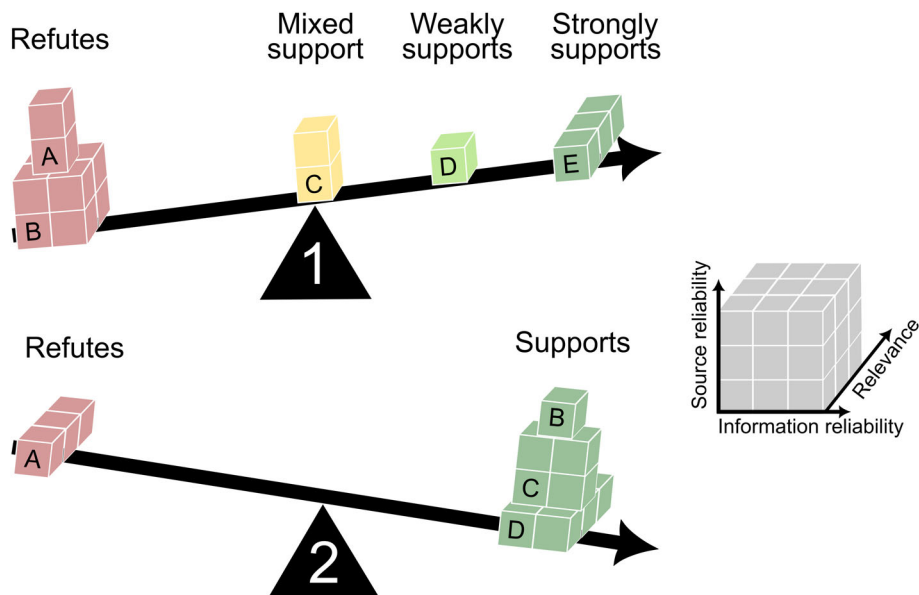 Refutes
Mixed
support
Weakly
supports
Strongly
supports
A
B
C
D
E
1
Refutes
Supports
A
B
C
D
2
Source reliability
Relevance
Information reliability